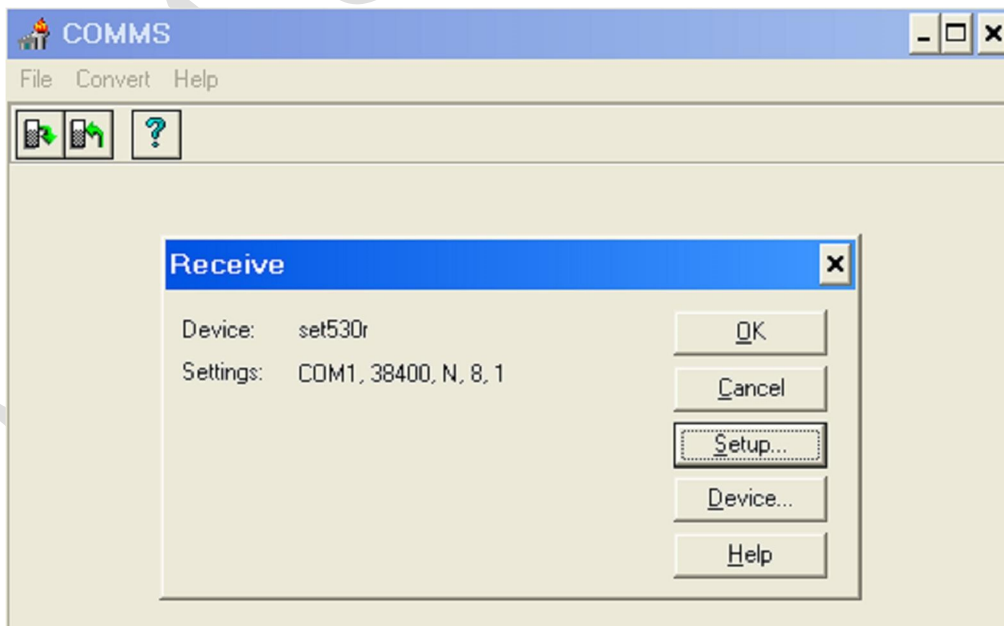 COMMS
File Convert Help
?
Receive
Device: set530r
Settings: COM1, 38400, N, 8, 1
OK
Cancel
Setup...
Device...
Help